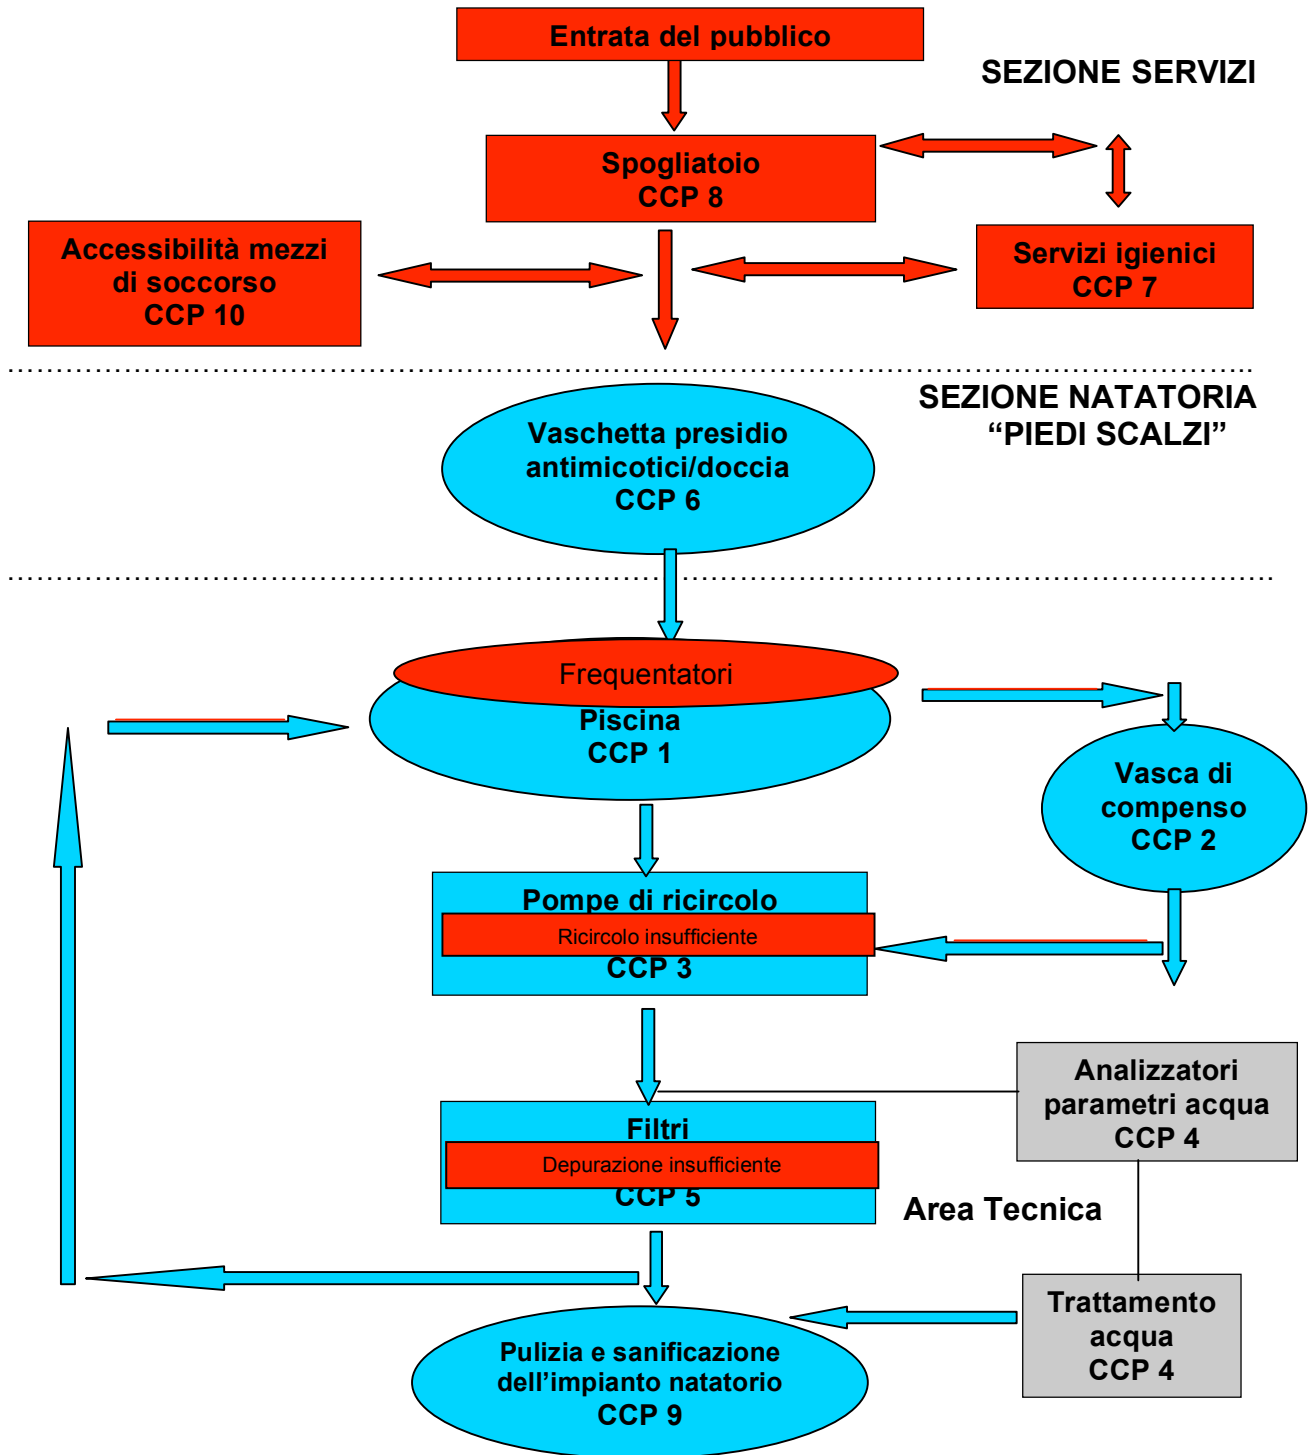 Entrata del pubblico
SEZIONE SERVIZI
Spogliatoio
CCP 8
Accessibilità mezzi
di soccorso
CCP 10
Servizi igienici
CCP 7
SEZIONE NATATORIA
“PIEDI SCALZI”
Vaschetta presidio
antimicotici/doccia
CCP 6
Frequentatori
Piscina
CCP 1
Vasca di
compenso
CCP 2
Pompe di ricircolo
Ricircolo insufficiente
CCP 3
Analizzatori
parametri acqua
CCP 4
Filtri
Depurazione insufficiente
CCP 5
Area Tecnica
Trattamento
acqua
CCP 4
Pulizia e sanificazione
dell’impianto natatorio
CCP 9